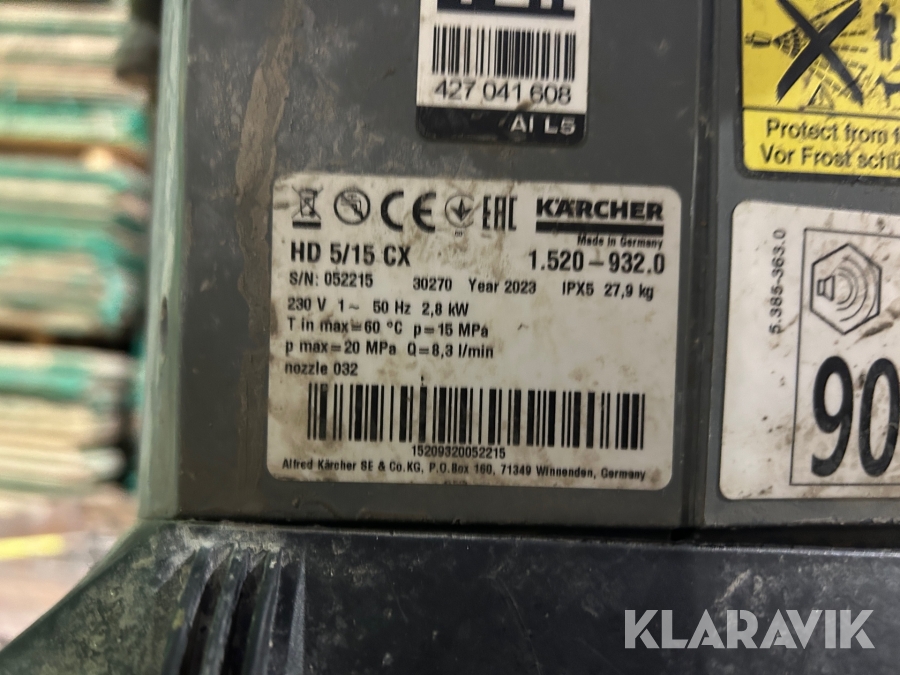 427 041 608
AI L5
Protect from
Vor Frost schü
KÄRCHER
Made in Germany
HD 5/15 CX 1.520-932.0
S/N: 052215 30270 Year 2023 IPX5 27,9 kg
230 V 1~ 50 Hz 2,8 kW
T in max=60 °C p=15 MPa
p max=20 MPa Q=8,3 l/min
nozzle 032
15209320052215
Alfred Kärcher SE & Co.KG, P.O.Box 160, 71349 Winnenden, Germany
5.385-363.0
90
KLARAVIK